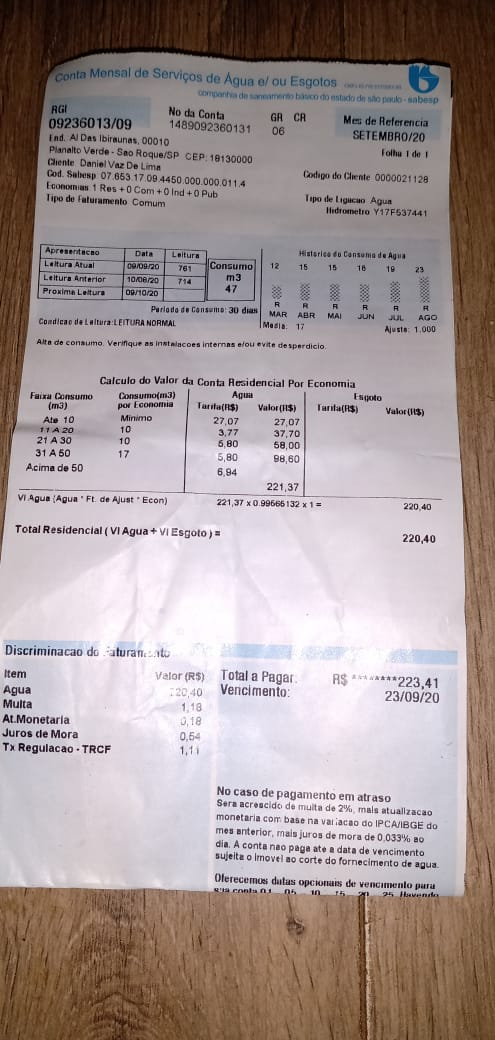 Conta Mensal de Serviços de Água e/ ou Esgotos
companhia de saneamento básico do estado de são paulo - sabesp
RGI
09236013/09
No da Conta
1489092360131
GR CR
06
Mes de Referencia
SETEMBRO/20
Folha 1 de 1
End. Al Das Ibiraunas, 00010
Planalto Verde - Sao Roque/SP CEP: 18130000
Cliente Daniel Vaz De Lima
Cod. Sabesp 07.653.17.09.4450.000.000.011.4
Economias 1 Res + 0 Com + 0 Ind + 0 Pub
Tipo de Faturamento Comum
Codigo do Cliente 0000021128
Tipo de Ligacao Agua
Hidrometro Y17F537441
Apresentacao Data Leitura
Leitura Atual 09/09/20 761
Leitura Anterior 10/08/20 714
Proxima Leitura 09/10/20
Consumo
m3
47
Periodo de Consumo: 30 dias
Condicao de Leitura: LEITURA NORMAL
Historico do Consumo de Agua
12 15 15 16 19 23
R R R R R R
MAR ABR MAI JUN JUL AGO
Media: 17 Ajuste: 1.000
Alta de consumo. Verifique as instalacoes internas e/ou evite desperdicio.
Calculo do Valor da Conta Residencial Por Economia
Faixa Consumo Consumo(m3) Agua Esgoto
(m3) por Economia Tarifa(R$) Valor(R$) Tarifa(R$) Valor(R$)
Ate 10 Minimo 27,07 27,07
11 A 20 10 3,77 37,70
21 A 30 10 5,80 58,00
31 A 50 17 5,80 98,60
Acima de 50 6,94
221,37
Vl Agua (Agua * Ft. de Ajust * Econ) 221,37 x 0.99566132 x 1 = 220,40
Total Residencial ( Vl Agua + Vl Esgoto ) = 220,40
Discriminacao do Faturamento
Item Valor (R$)
Agua 220,40
Multa 1,18
At.Monetaria 0,18
Juros de Mora 0,54
Tx Regulacao - TRCF 1,11
Total a Pagar: R$ ********223,41
Vencimento: 23/09/20
No caso de pagamento em atraso
Sera acrescido de multa de 2%, mais atualizacao
monetaria com base na variacao do IPCA/IBGE do
mes anterior, mais juros de mora de 0,033% ao
dia. A conta nao paga ate a data de vencimento
sujeita o imovel ao corte do fornecimento de agua.
Oferecemos datas opcionais de vencimento para
sua conta 01 05 10 15 20 25 Havendo